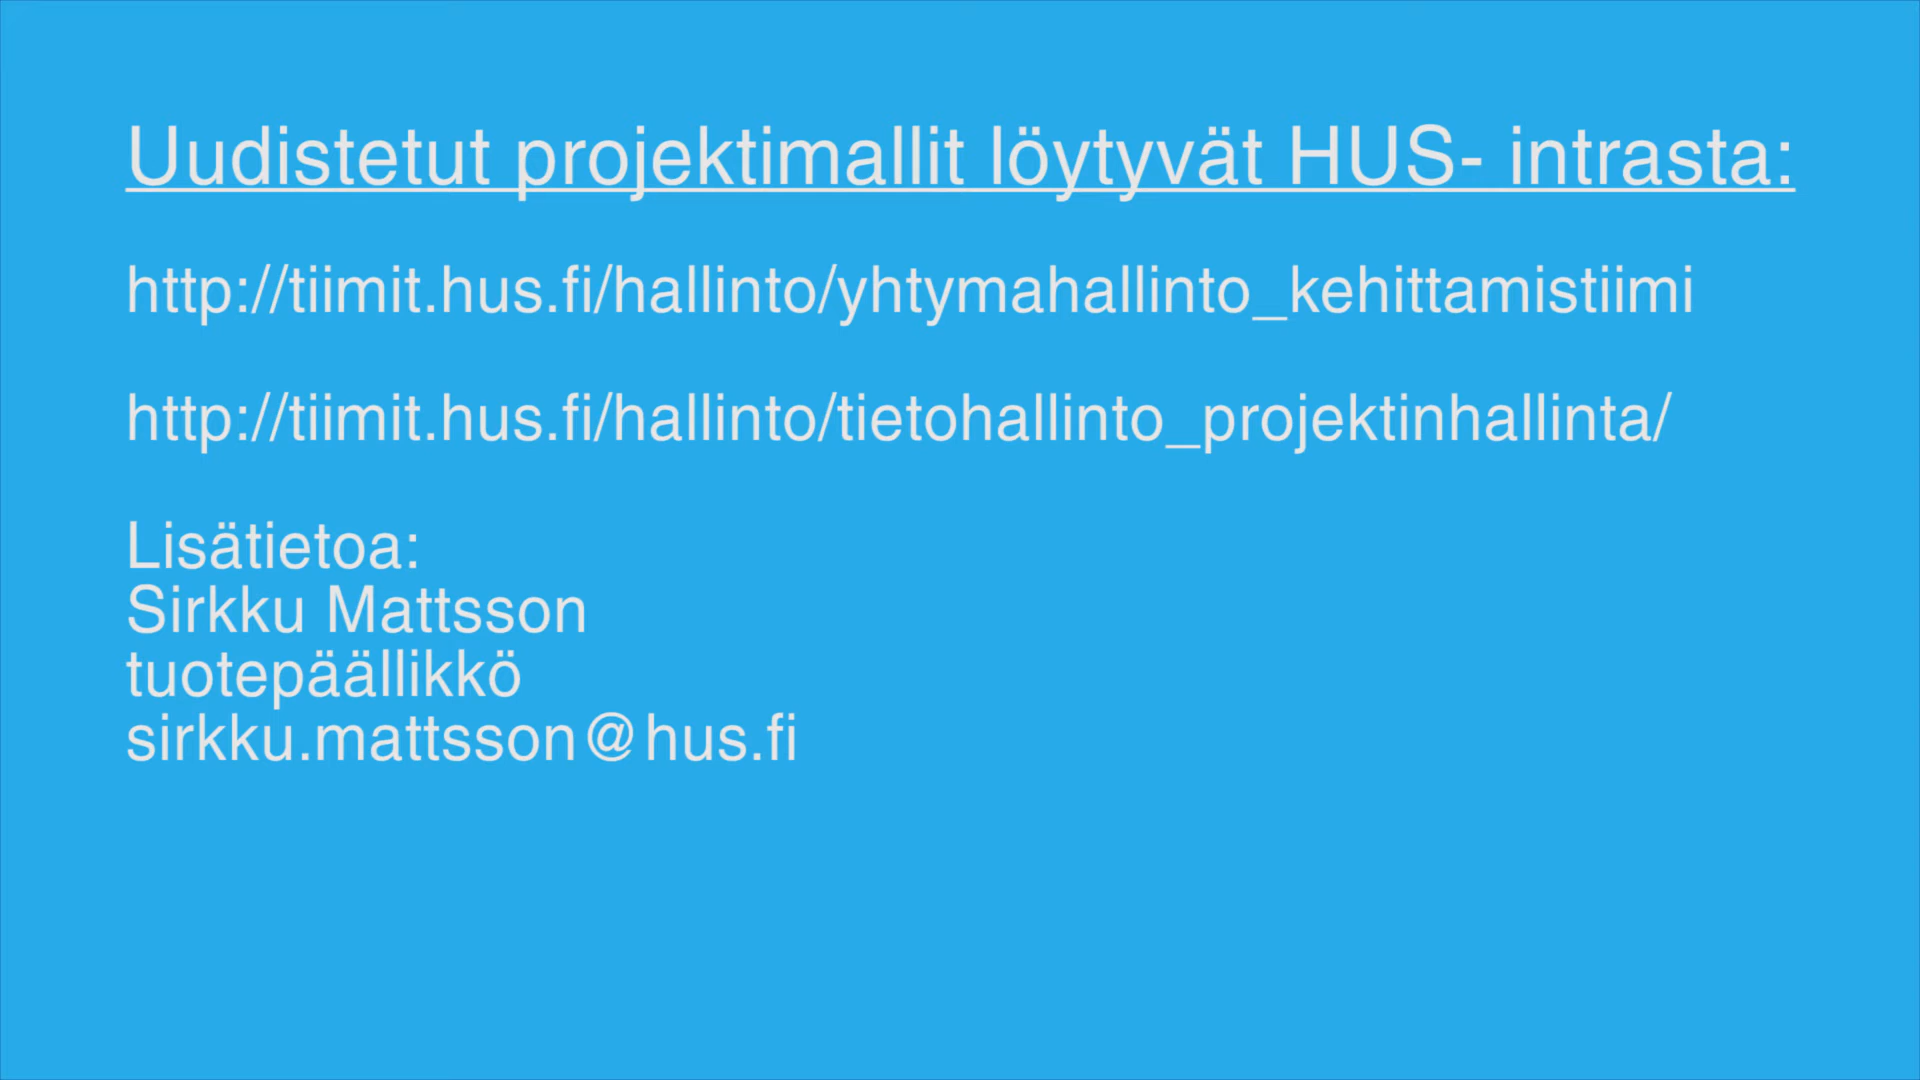 Uudistetut projektimallit löytyvät HUS- intrasta:
http://tiimit.hus.fi/hallinto/yhtymahallinto_kehittamistiimi
http://tiimit.hus.fi/hallinto/tietohallinto_projektinhallinta/
Lisätietoa:
Sirkku Mattsson
tuotepäällikkö
sirkku.mattsson@hus.fi